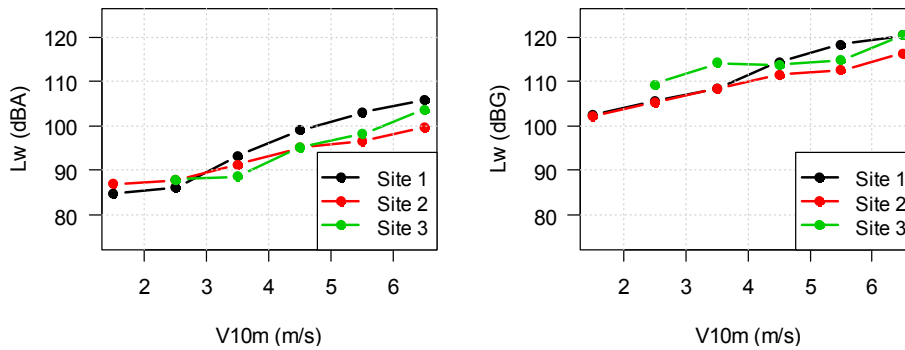 120
110
100
90
80
Lw (dBA)
Site 1
Site 2
Site 3
2 3 4 5 6
V10m (m/s)
120
110
100
90
80
Lw (dBG)
Site 1
Site 2
Site 3
2 3 4 5 6
V10m (m/s)